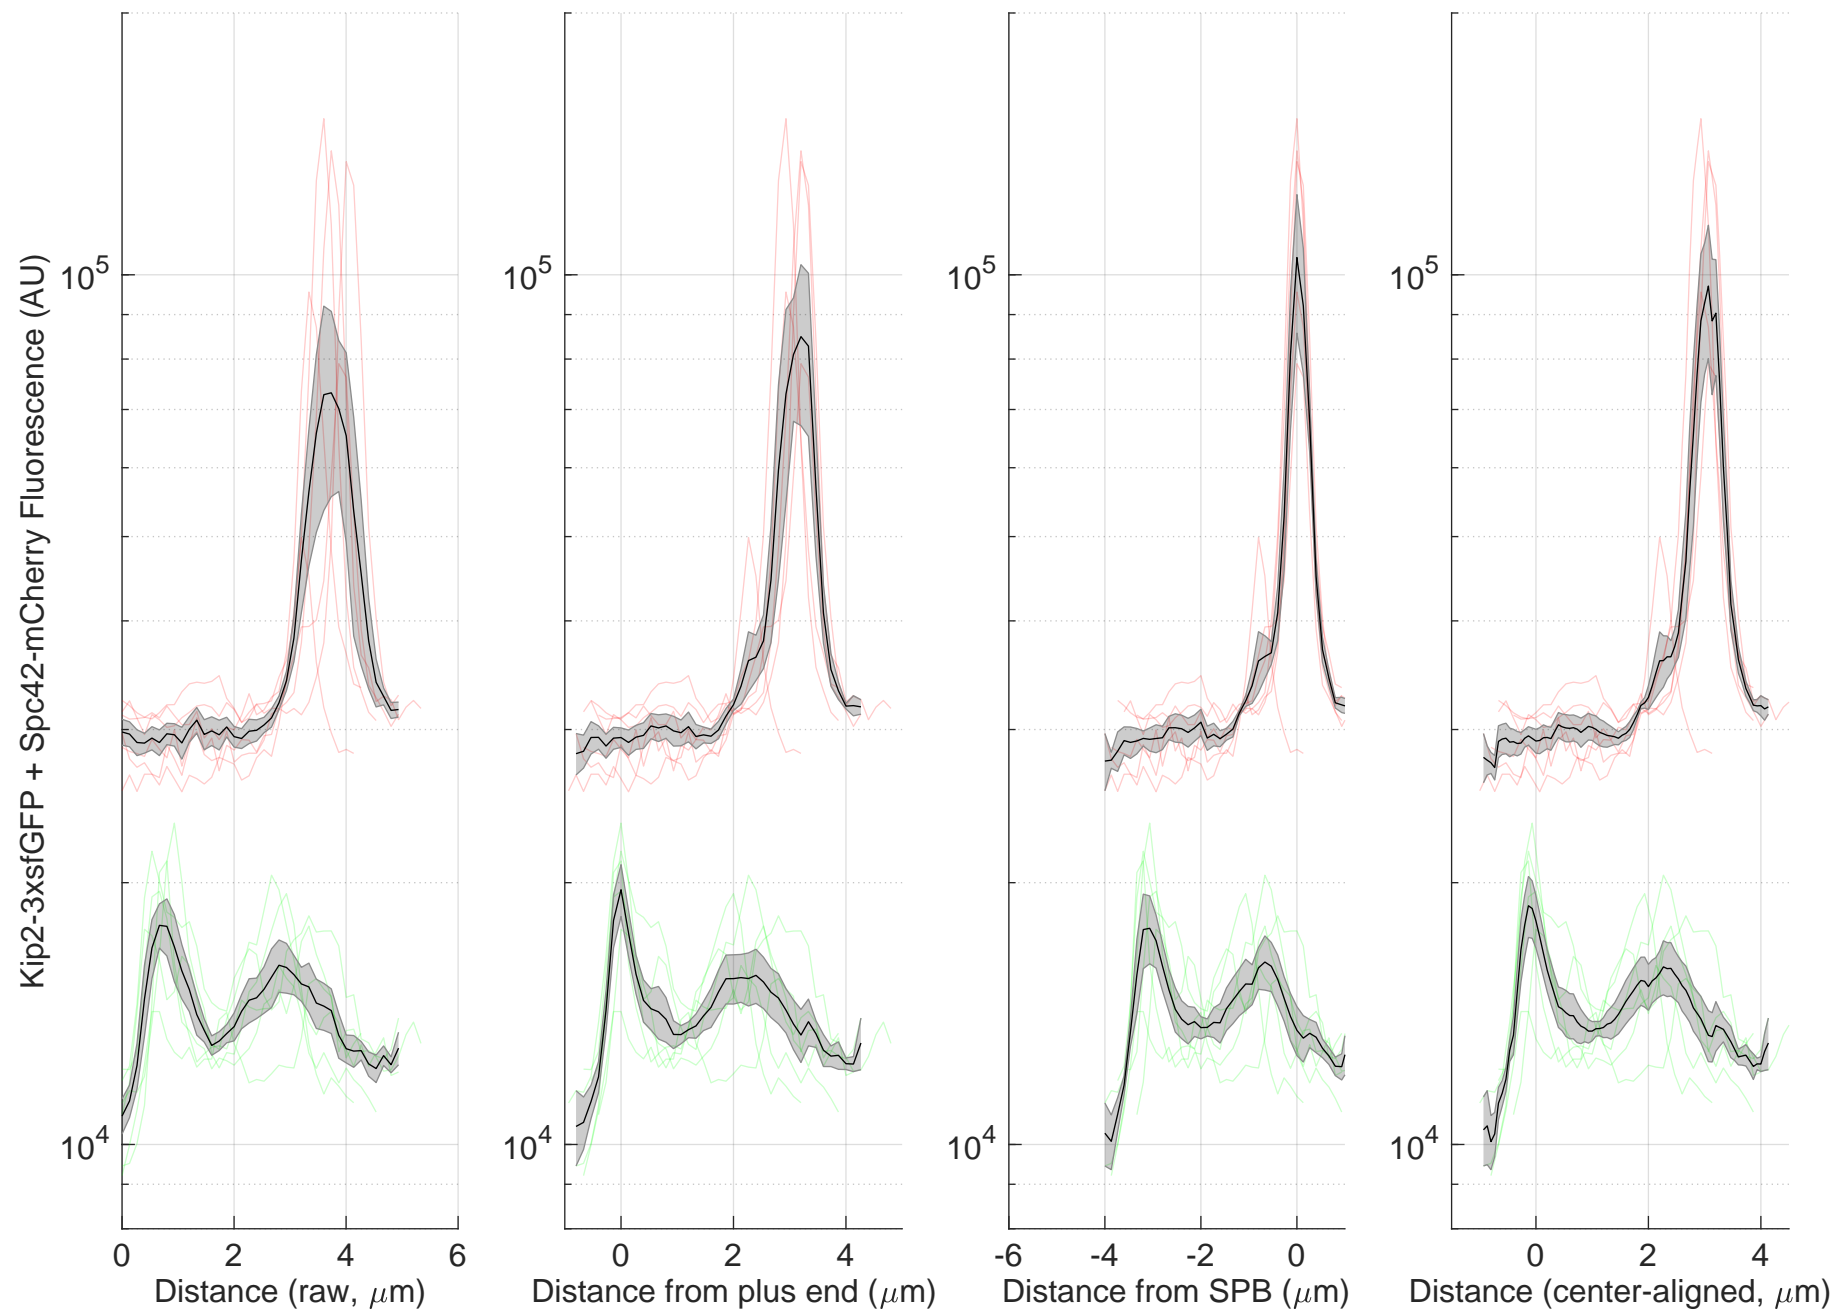 Kip2-3xsfGFP + Spc42-mCherry Fluorescence (AU)
10^5
10^4
0 2 4 6
Distance (raw, μm)
10^5
10^4
0 2 4
Distance from plus end (μm)
10^5
10^4
-6 -4 -2 0
Distance from SPB (μm)
10^5
10^4
0 2 4
Distance (center-aligned, μm)